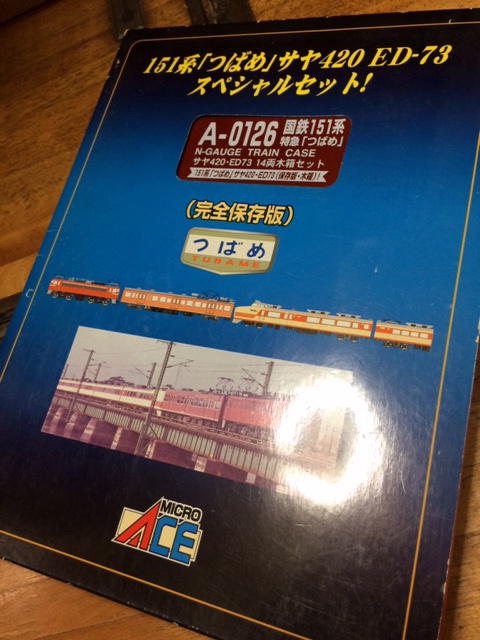 151系「つばめ」サヤ420 ED-73
スペシャルセット!
A-0126 国鉄151系
特急「つばめ」
N-GAUGE TRAIN CASE
サヤ420・ED73 14両木箱セット
151系「つばめ」サヤ420・ED73(保存版・木箱)!
(完全保存版)
つばめ
TUBAME
MICRO
ACE